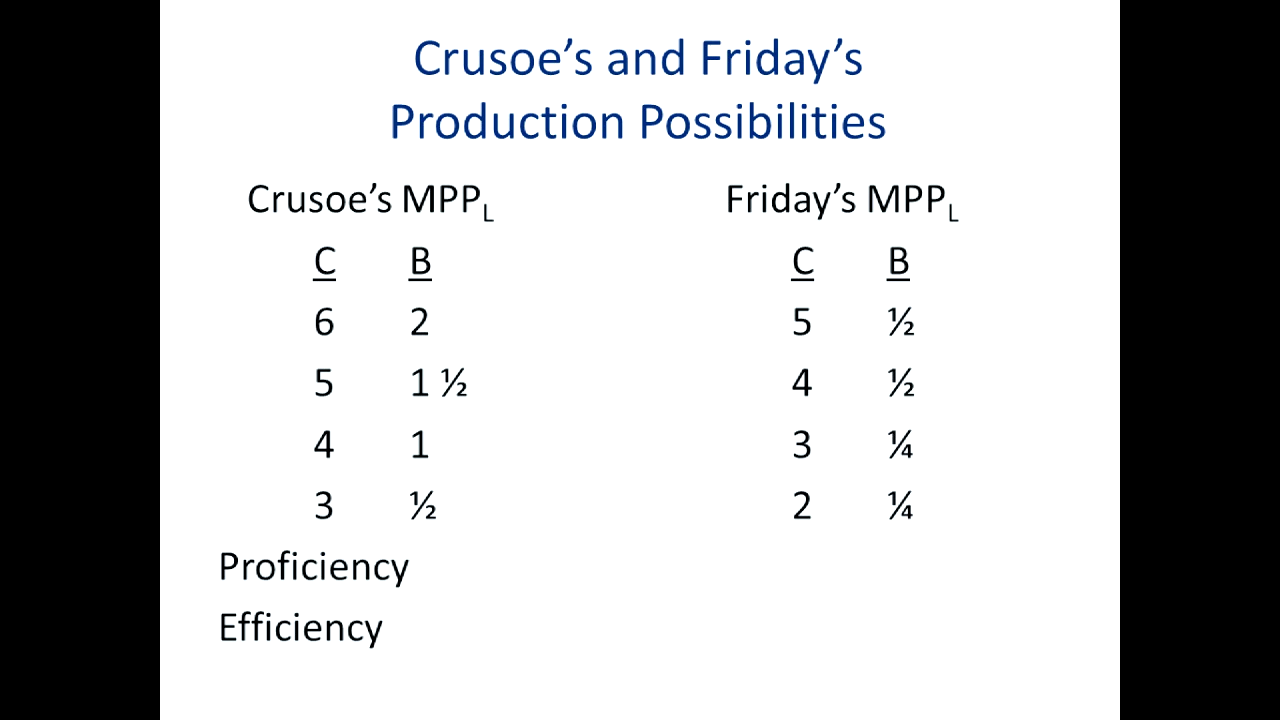 Crusoe’s and Friday’s
Production Possibilities
Crusoe’s MPPL Friday’s MPPL
C B C B
6 2 5 ½
5 1 ½ 4 ½
4 1 3 ¼
3 ½ 2 ¼
Proficiency
Efficiency